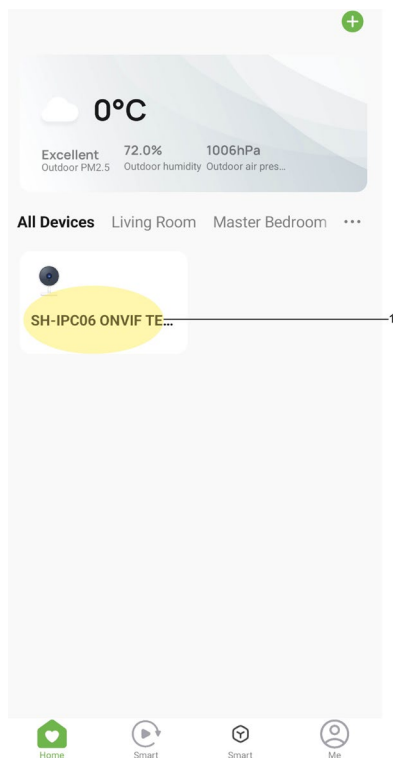 0°C
Excellent 72.0% 1006hPa
Outdoor PM2.5 Outdoor humidity Outdoor air pres...
All Devices Living Room Master Bedroom ...
SH-IPC06 ONVIF TE...
1
Home Smart Smart Me